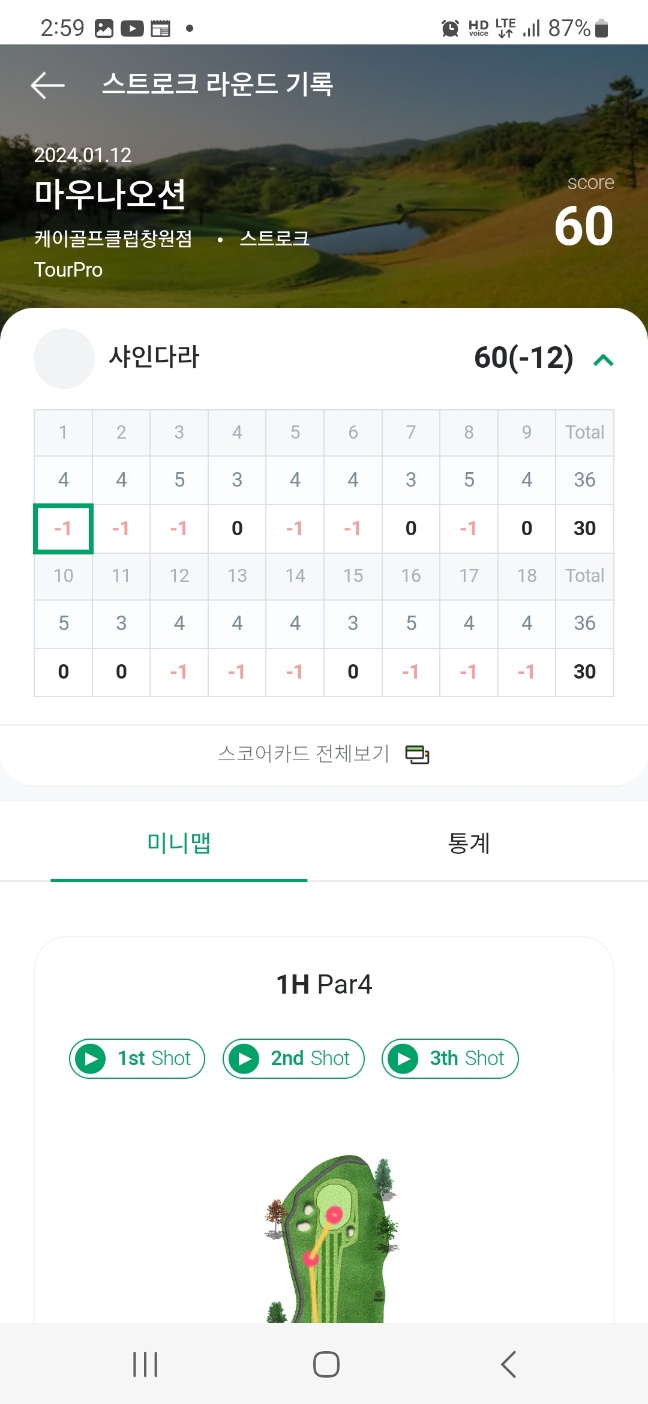 2:59 HD voice LTE 87%
스트로크 라운드 기록
2024.01.12
마우나오션
score
60
케이골프클럽창원점 • 스트로크
TourPro
샤인다라 60(-12)
1 2 3 4 5 6 7 8 9 Total
4 4 5 3 4 4 3 5 4 36
-1 -1 -1 0 -1 -1 0 -1 0 30
10 11 12 13 14 15 16 17 18 Total
5 3 4 4 4 3 5 4 4 36
0 0 -1 -1 -1 0 -1 -1 -1 30
스코어카드 전체보기
미니맵 통계
1H Par4
1st Shot 2nd Shot 3th Shot